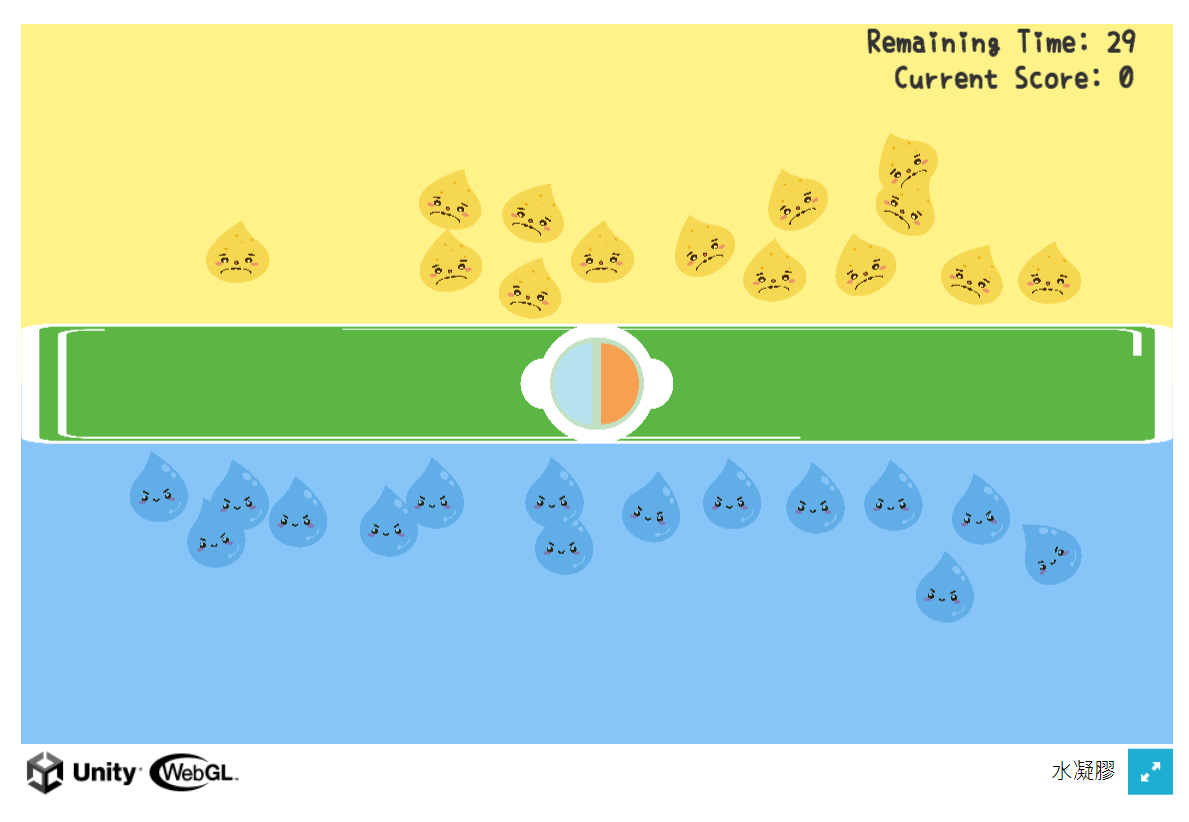 Remaining Time: 29
Current Score: 0
Unity
WebGL
水凝膠